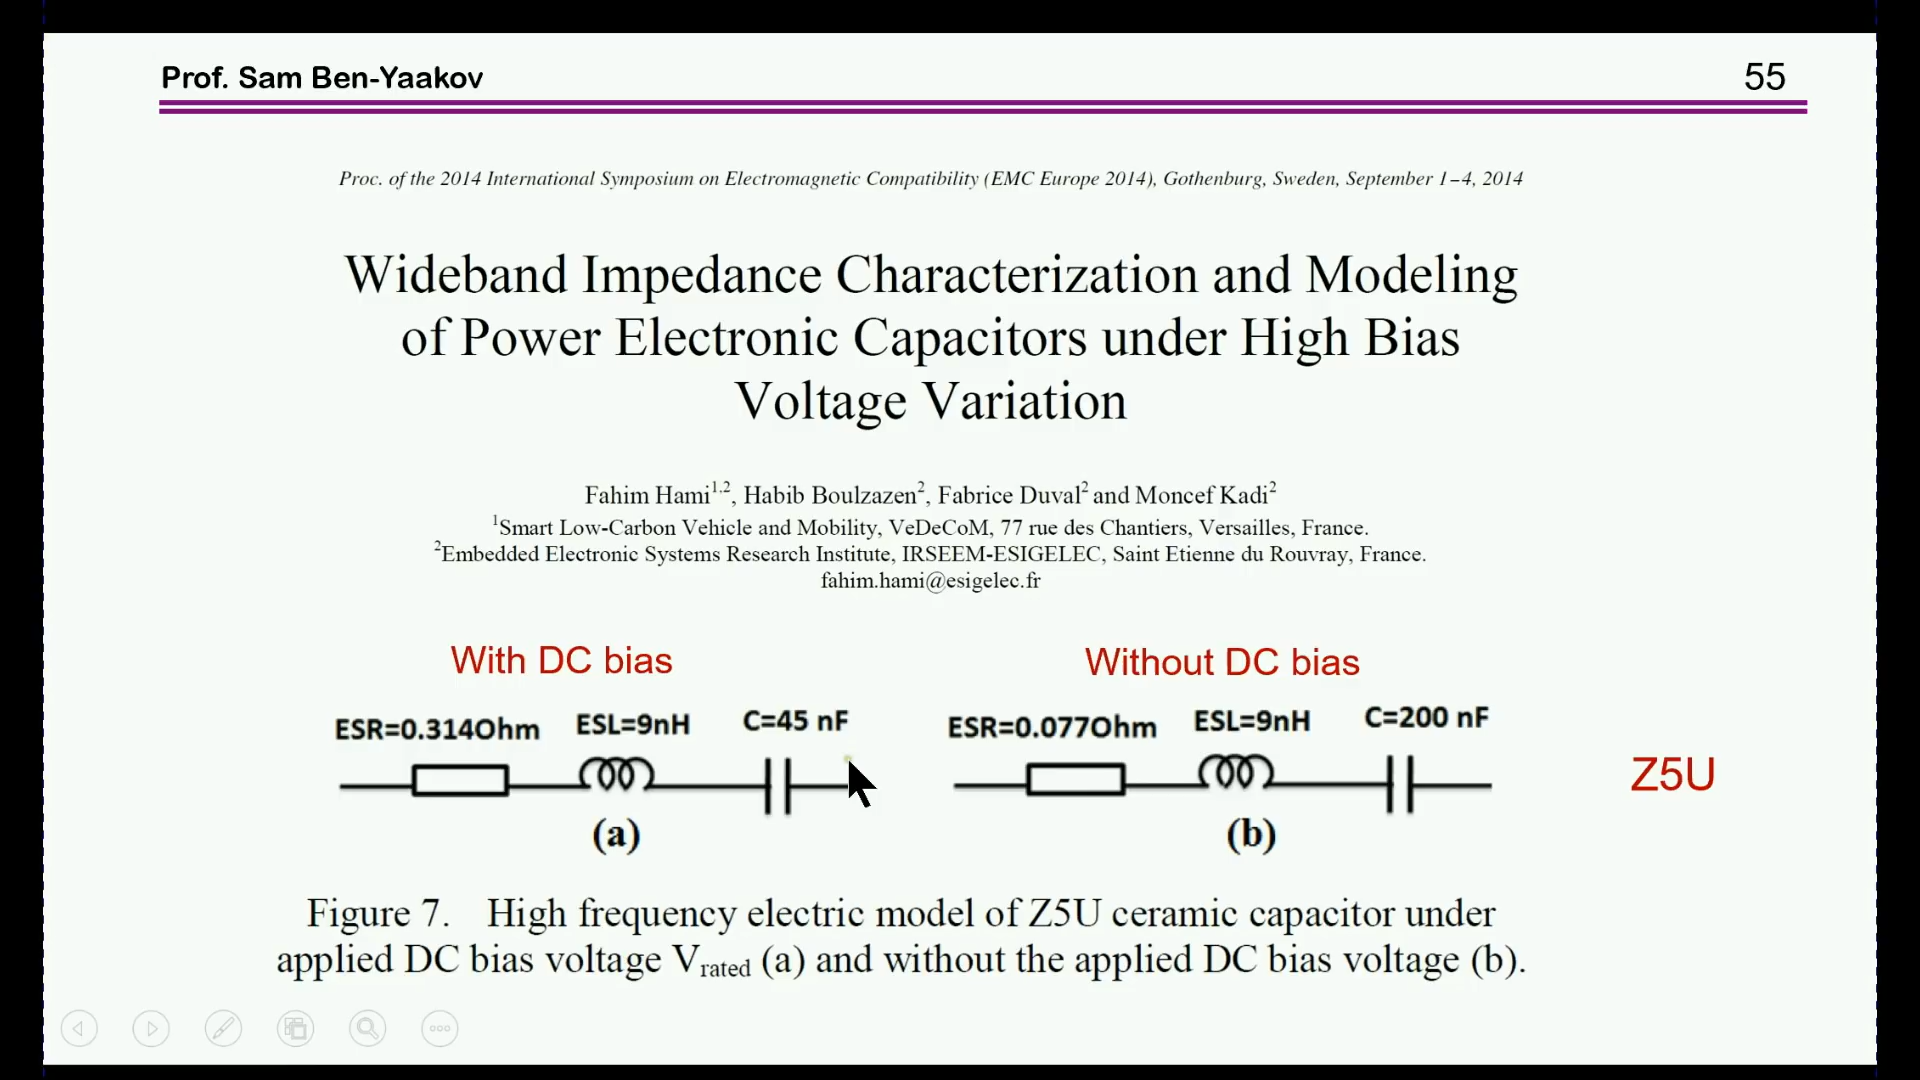 Prof. Sam Ben-Yaakov
55
Proc. of the 2014 International Symposium on Electromagnetic Compatibility (EMC Europe 2014), Gothenburg, Sweden, September 1–4, 2014
Wideband Impedance Characterization and Modeling
of Power Electronic Capacitors under High Bias
Voltage Variation
Fahim Hami1,2, Habib Boulzazen2, Fabrice Duval2 and Moncef Kadi2
1Smart Low-Carbon Vehicle and Mobility, VeDeCoM, 77 rue des Chantiers, Versailles, France.
2Embedded Electronic Systems Research Institute, IRSEEM-ESIGELEC, Saint Etienne du Rouvray, France.
fahim.hami@esigelec.fr
With DC bias
Without DC bias
ESR=0.314Ohm ESL=9nH C=45 nF
ESR=0.077Ohm ESL=9nH C=200 nF
Z5U
(a)
(b)
Figure 7. High frequency electric model of Z5U ceramic capacitor under
applied DC bias voltage Vrated (a) and without the applied DC bias voltage (b).